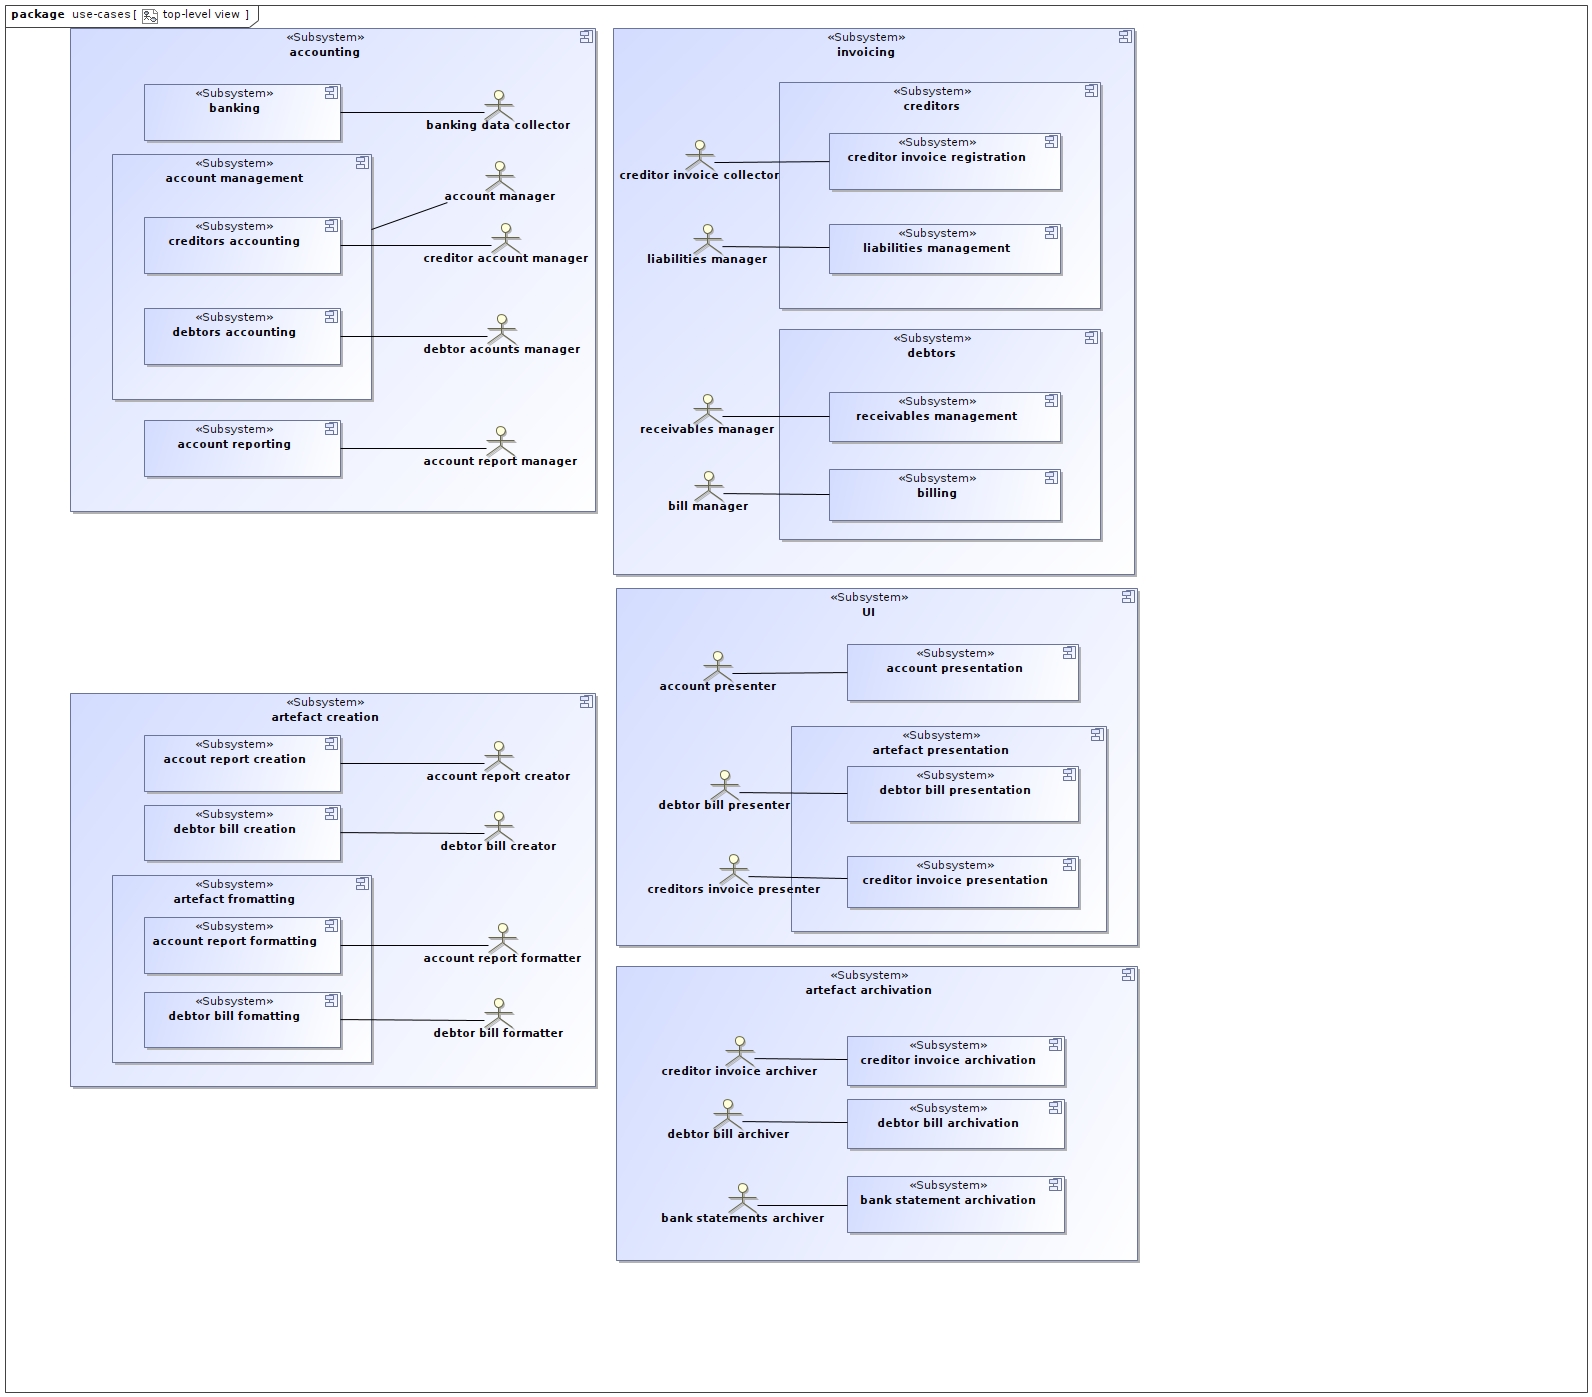 package use-cases [ top-level view ]
«Subsystem»
accounting
«Subsystem»
banking
banking data collector
«Subsystem»
account management
account manager
«Subsystem»
creditors accounting
creditor account manager
«Subsystem»
debtors accounting
debtor acounts manager
«Subsystem»
account reporting
account report manager
«Subsystem»
invoicing
«Subsystem»
creditors
«Subsystem»
creditor invoice registration
creditor invoice collector
«Subsystem»
liabilities management
liabilities manager
«Subsystem»
debtors
«Subsystem»
receivables management
receivables manager
«Subsystem»
billing
bill manager
«Subsystem»
UI
«Subsystem»
account presentation
account presenter
«Subsystem»
artefact presentation
«Subsystem»
debtor bill presentation
debtor bill presenter
«Subsystem»
creditor invoice presentation
creditors invoice presenter
«Subsystem»
artefact creation
«Subsystem»
accout report creation
account report creator
«Subsystem»
debtor bill creation
debtor bill creator
«Subsystem»
artefact fromatting
«Subsystem»
account report formatting
account report formatter
«Subsystem»
debtor bill fomatting
debtor bill formatter
«Subsystem»
artefact archivation
«Subsystem»
creditor invoice archivation
creditor invoice archiver
«Subsystem»
debtor bill archivation
debtor bill archiver
«Subsystem»
bank statement archivation
bank statements archiver